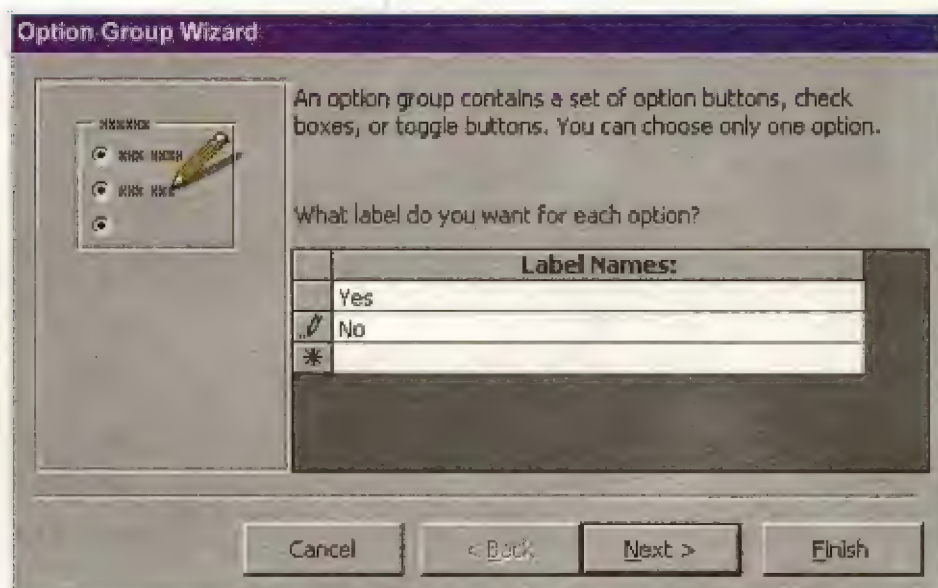 Option Group Wizard
An option group contains a set of option buttons, check
boxes, or toggle buttons. You can choose only one option.
What label do you want for each option?
Label Names:
Yes
No
Cancel
< Back
Next >
Finish